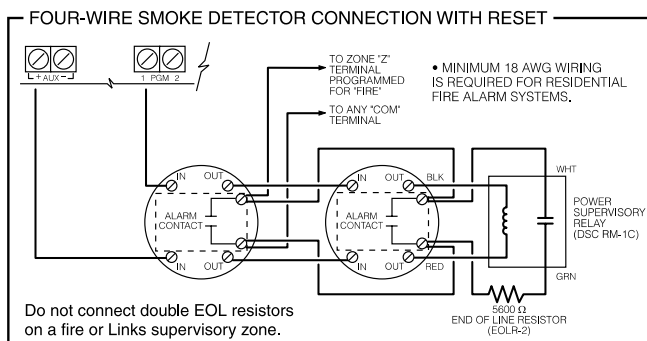 FOUR-WIRE SMOKE DETECTOR CONNECTION WITH RESET
+ AUX -
1 PGM 2
TO ZONE "Z"
TERMINAL
PROGRAMMED
FOR "FIRE"
TO ANY "COM"
TERMINAL
• MINIMUM 18 AWG WIRING
IS REQUIRED FOR RESIDENTIAL
FIRE ALARM SYSTEMS.
IN
OUT
ALARM
CONTACT
IN
OUT
IN
OUT
ALARM
CONTACT
OUT
BLK
RED
WHT
POWER
SUPERVISORY
RELAY
(DSC RM-1C)
GRN
5600 Ω
END OF LINE RESISTOR
(EOLR-2)
Do not connect double EOL resistors
on a fire or Links supervisory zone.
IN